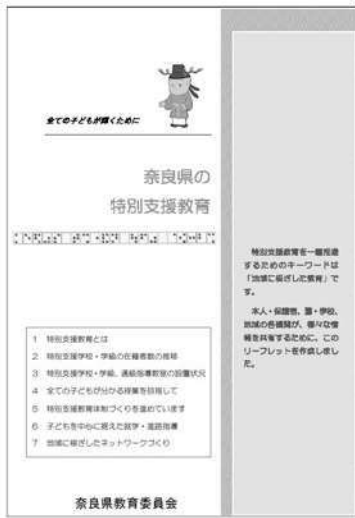 全ての子どもが輝くために
奈良県の
特別支援教育
1 特別支援教育とは
2 特別支援学校・学級の在籍者数の推移
3 特別支援学校・学級、通級指導教室の設置状況
4 全ての子どもが分かる授業を目指して
5 特別支援教育体制づくりを進めています
6 子どもを中心に据えた就学・進路指導
7 地域に根ざしたネットワークづくり
奈良県教育委員会
特別支援教育を一層推進
するためのキーワードは
「地域に根ざした教育」で
す。
本人・保護者、園・学校、
地域の各機関が、様々な情
報を共有するために、この
リーフレットを作成しまし
た。